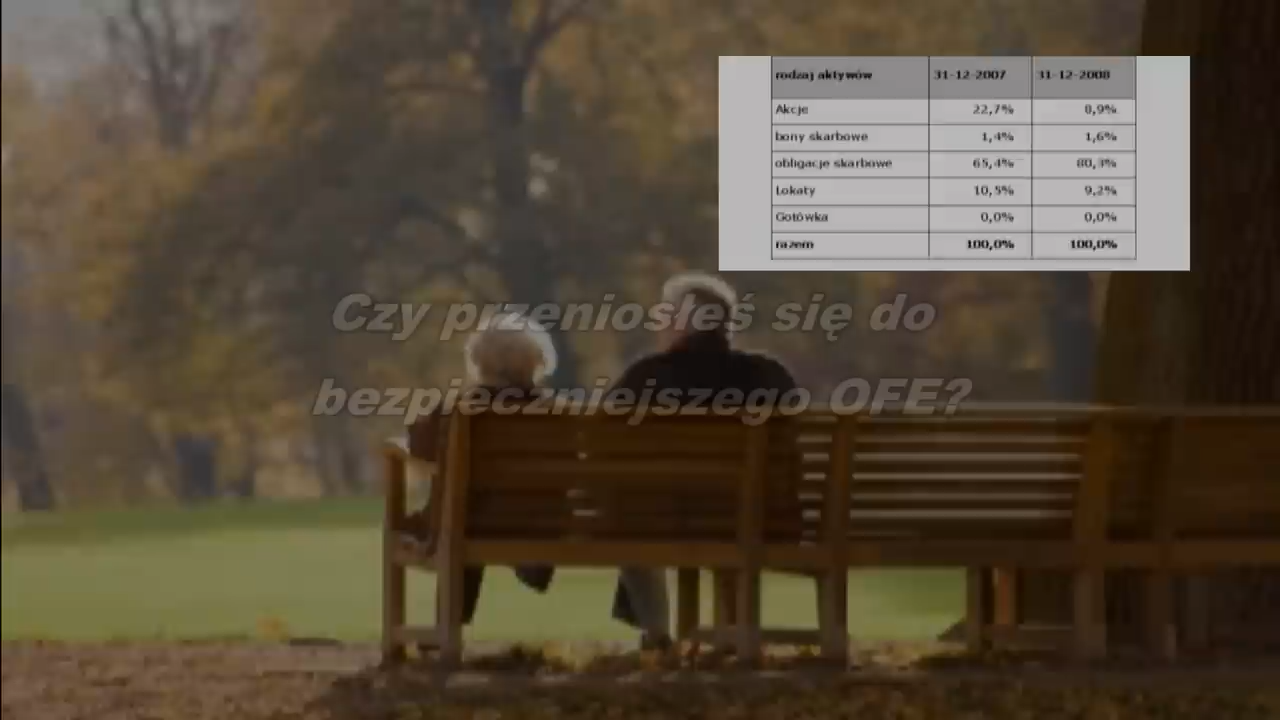 rodzaj aktywów 31-12-2007 31-12-2008
Akcje 22,7% 8,9%
bony skarbowe 1,4% 1,6%
obligacje skarbowe 65,4% 80,3%
Lokaty 10,5% 9,2%
Gotówka 0,0% 0,0%
razem 100,0% 100,0%
Czy przeniosłeś się do
bezpieczniejszego OFE?